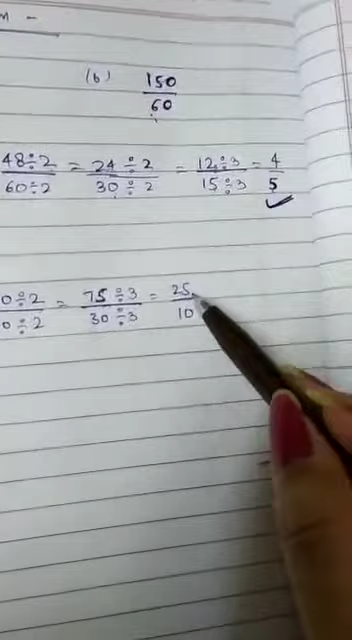 (b) 150/60
48÷2/60÷2 = 24÷2/30÷2 = 12÷3/15÷3 = 4/5 ✓
0÷2/0÷2 = 75÷3/30÷3 = 25/10